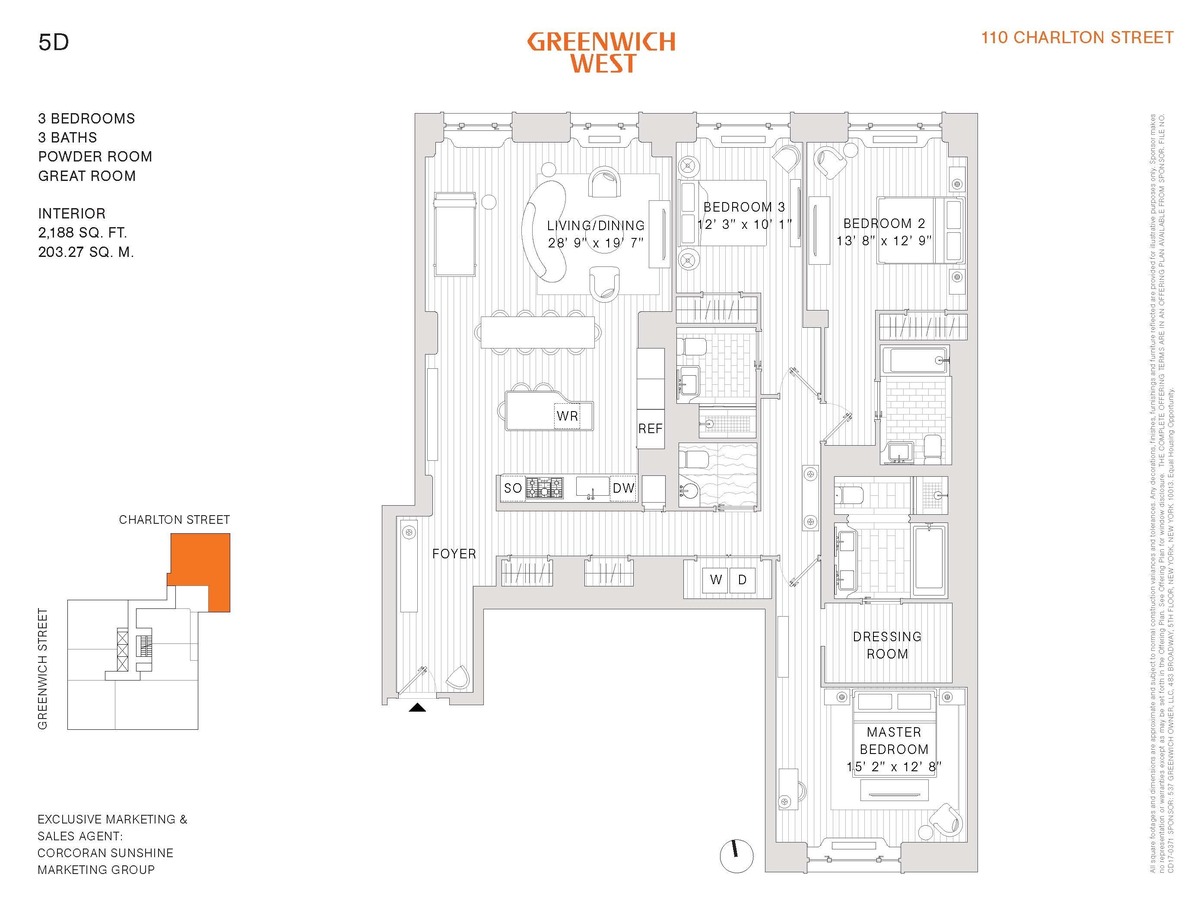 5D
GREENWICH
WEST
110 CHARLTON STREET
3 BEDROOMS
3 BATHS
POWDER ROOM
GREAT ROOM
INTERIOR
2,188 SQ. FT.
203.27 SQ. M.
LIVING/DINING
28' 9" x 19' 7"
BEDROOM 3
12' 3" x 10' 1"
BEDROOM 2
13' 8" x 12' 9"
WR
REF
SO
DW
FOYER
W
D
DRESSING
ROOM
MASTER
BEDROOM
15' 2" x 12' 8"
CHARLTON STREET
GREENWICH STREET
EXCLUSIVE MARKETING &
SALES AGENT:
CORCORAN SUNSHINE
MARKETING GROUP
All square footages and dimensions are approximate and subject to normal construction variances and tolerances. Any decorations, finishes, furnishings and furniture reflected are provided for illustrative purposes only. Sponsor makes
no representation or warranties except as may be set forth in the Offering Plan. See Offering Plan for window disclosure. THE COMPLETE OFFERING TERMS ARE IN AN OFFERING PLAN AVAILABLE FROM SPONSOR. FILE NO.
CD17-0371 SPONSOR: 537 GREENWICH OWNER, LLC, 483 BROADWAY, 5TH FLOOR, NEW YORK, NEW YORK 10013. Equal Housing Opportunity.